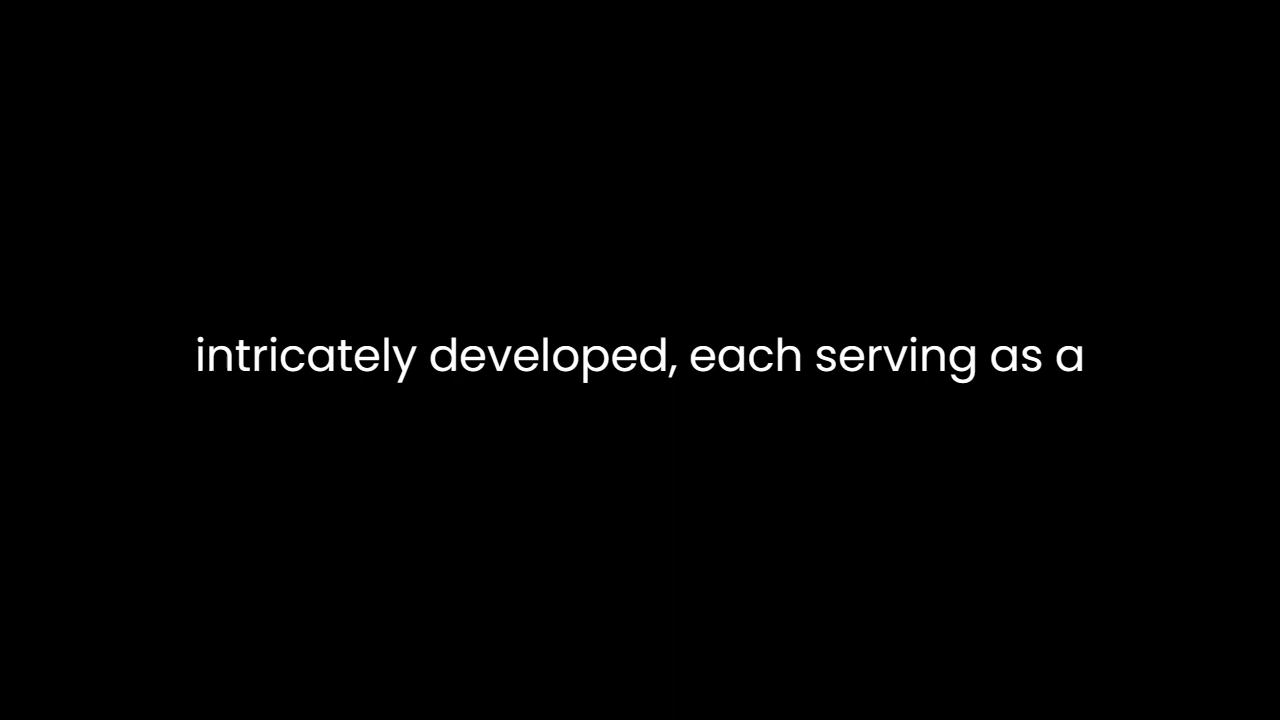 intricately developed, each serving as a